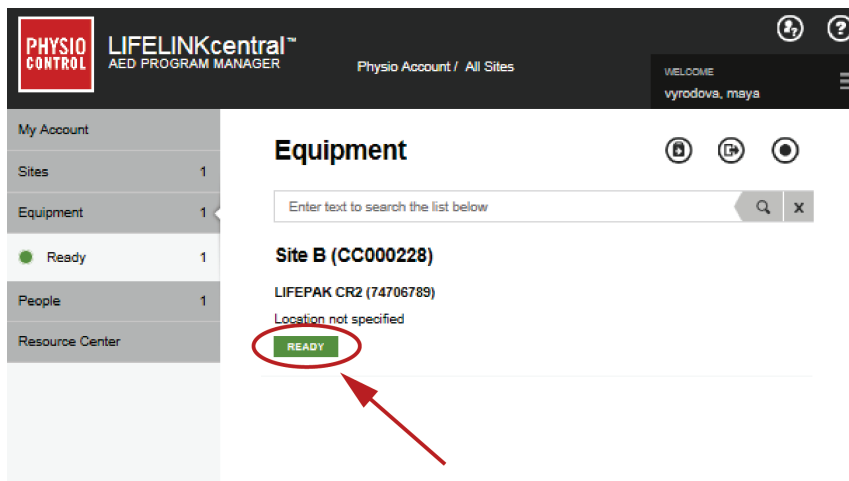 PHYSIO
CONTROL
LIFELINKcentral™
AED PROGRAM MANAGER
Physio Account / All Sites
WELCOME
vyrodova, maya
My Account
Sites 1
Equipment 1
Ready 1
People 1
Resource Center
Equipment
Enter text to search the list below
X
Site B (CC000228)
LIFEPAK CR2 (74706789)
Location not specified
READY